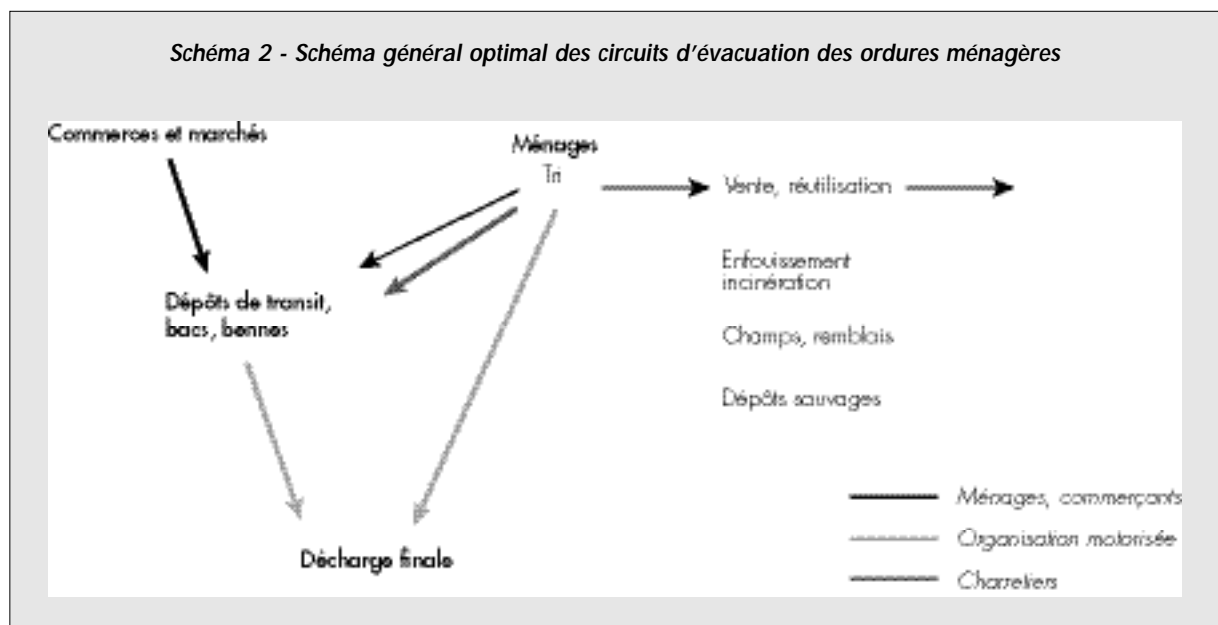 Schéma 2 - Schéma général optimal des circuits d'évacuation des ordures ménagères
Commerces et marchés
Ménages
Tri
Vente, réutilisation
Enfouissement
incinération
Dépôts de transit,
bacs, bennes
Champs, remblais
Dépôts sauvages
Ménages, commerçants
Organisation motorisée
Décharge finale
Charretiers